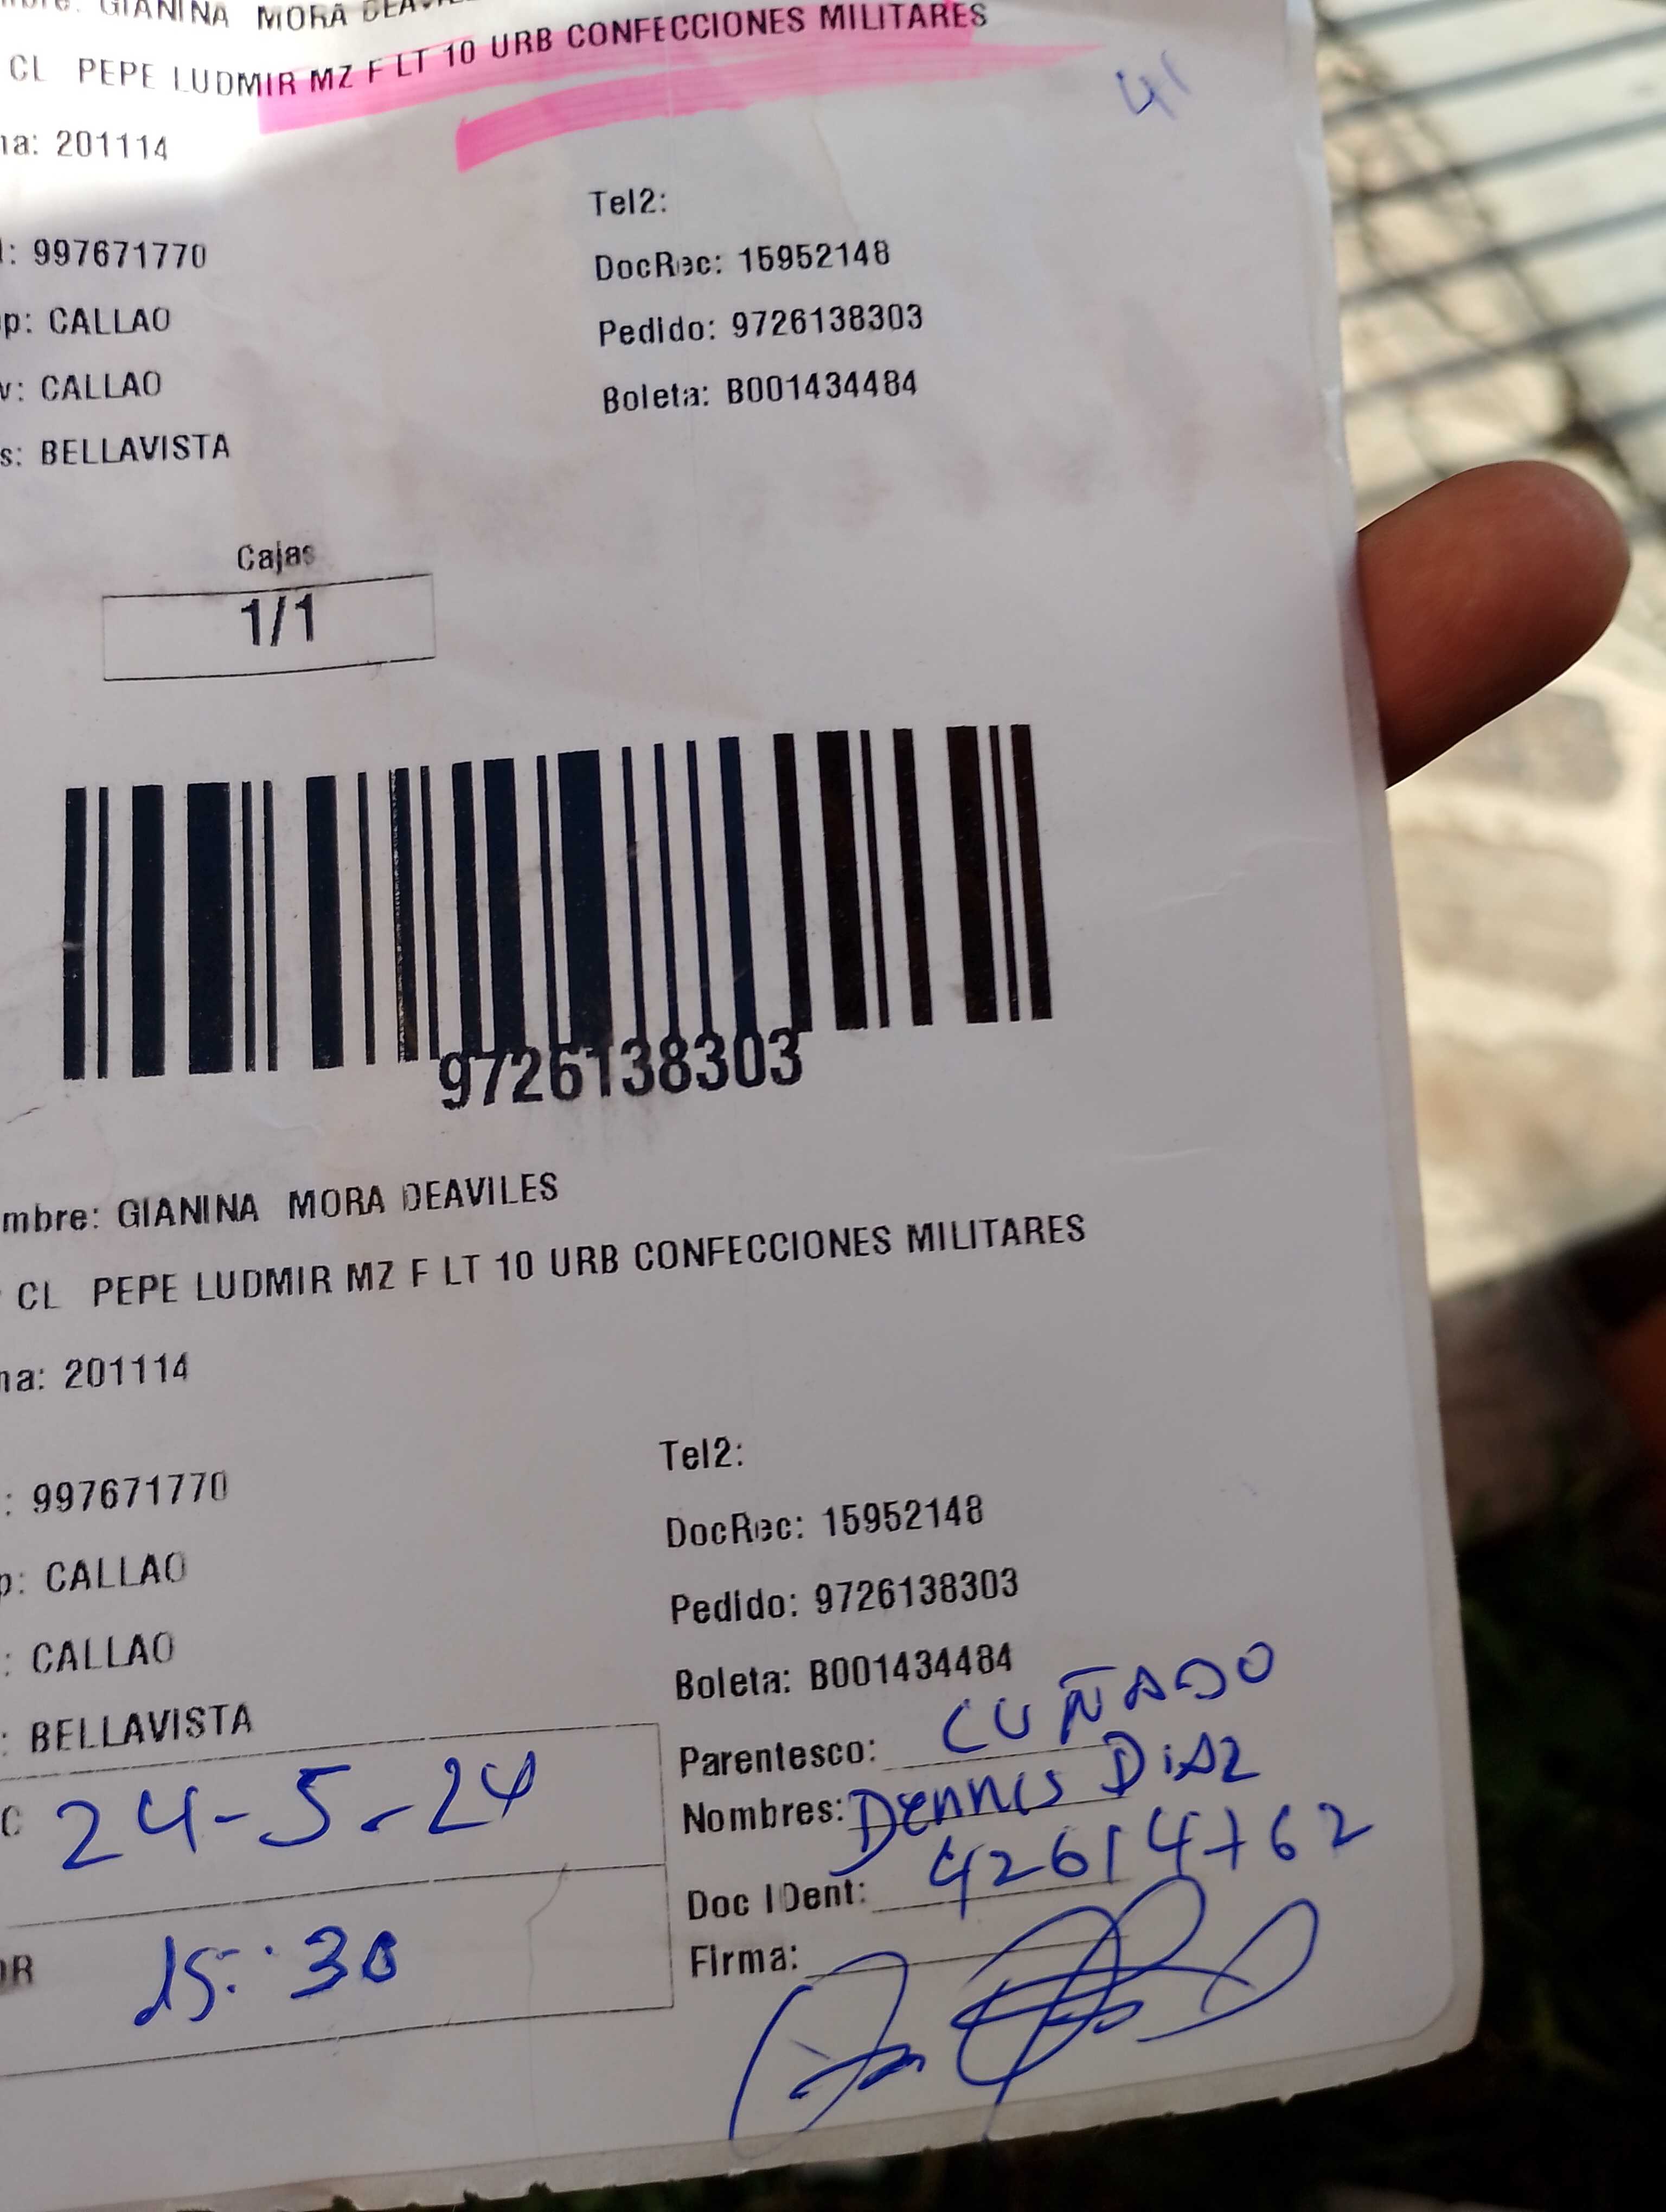 GIANINA MORA
CL PEPE LUDMIR MZ F LT 10 URB CONFECCIONES MILITARES
41
na: 201114
Tel2:
: 997671770
DocRec: 15952148
p: CALLAO
Pedido: 9726138303
v: CALLAO
Boleta: B001434484
s: BELLAVISTA
Cajas
1/1
9726138303
mbre: GIANINA MORA DEAVILES
CL PEPE LUDMIR MZ F LT 10 URB CONFECCIONES MILITARES
na: 201114
Tel2:
: 997671770
DocRec: 15952148
p: CALLAO
Pedido: 9726138303
: CALLAO
Boleta: B001434484
: BELLAVISTA
Parentesco: CUÑADO
C 24-5-24
Nombres: Dennis Diaz
Doc IDent: 42614762
OR 15:30
Firma: